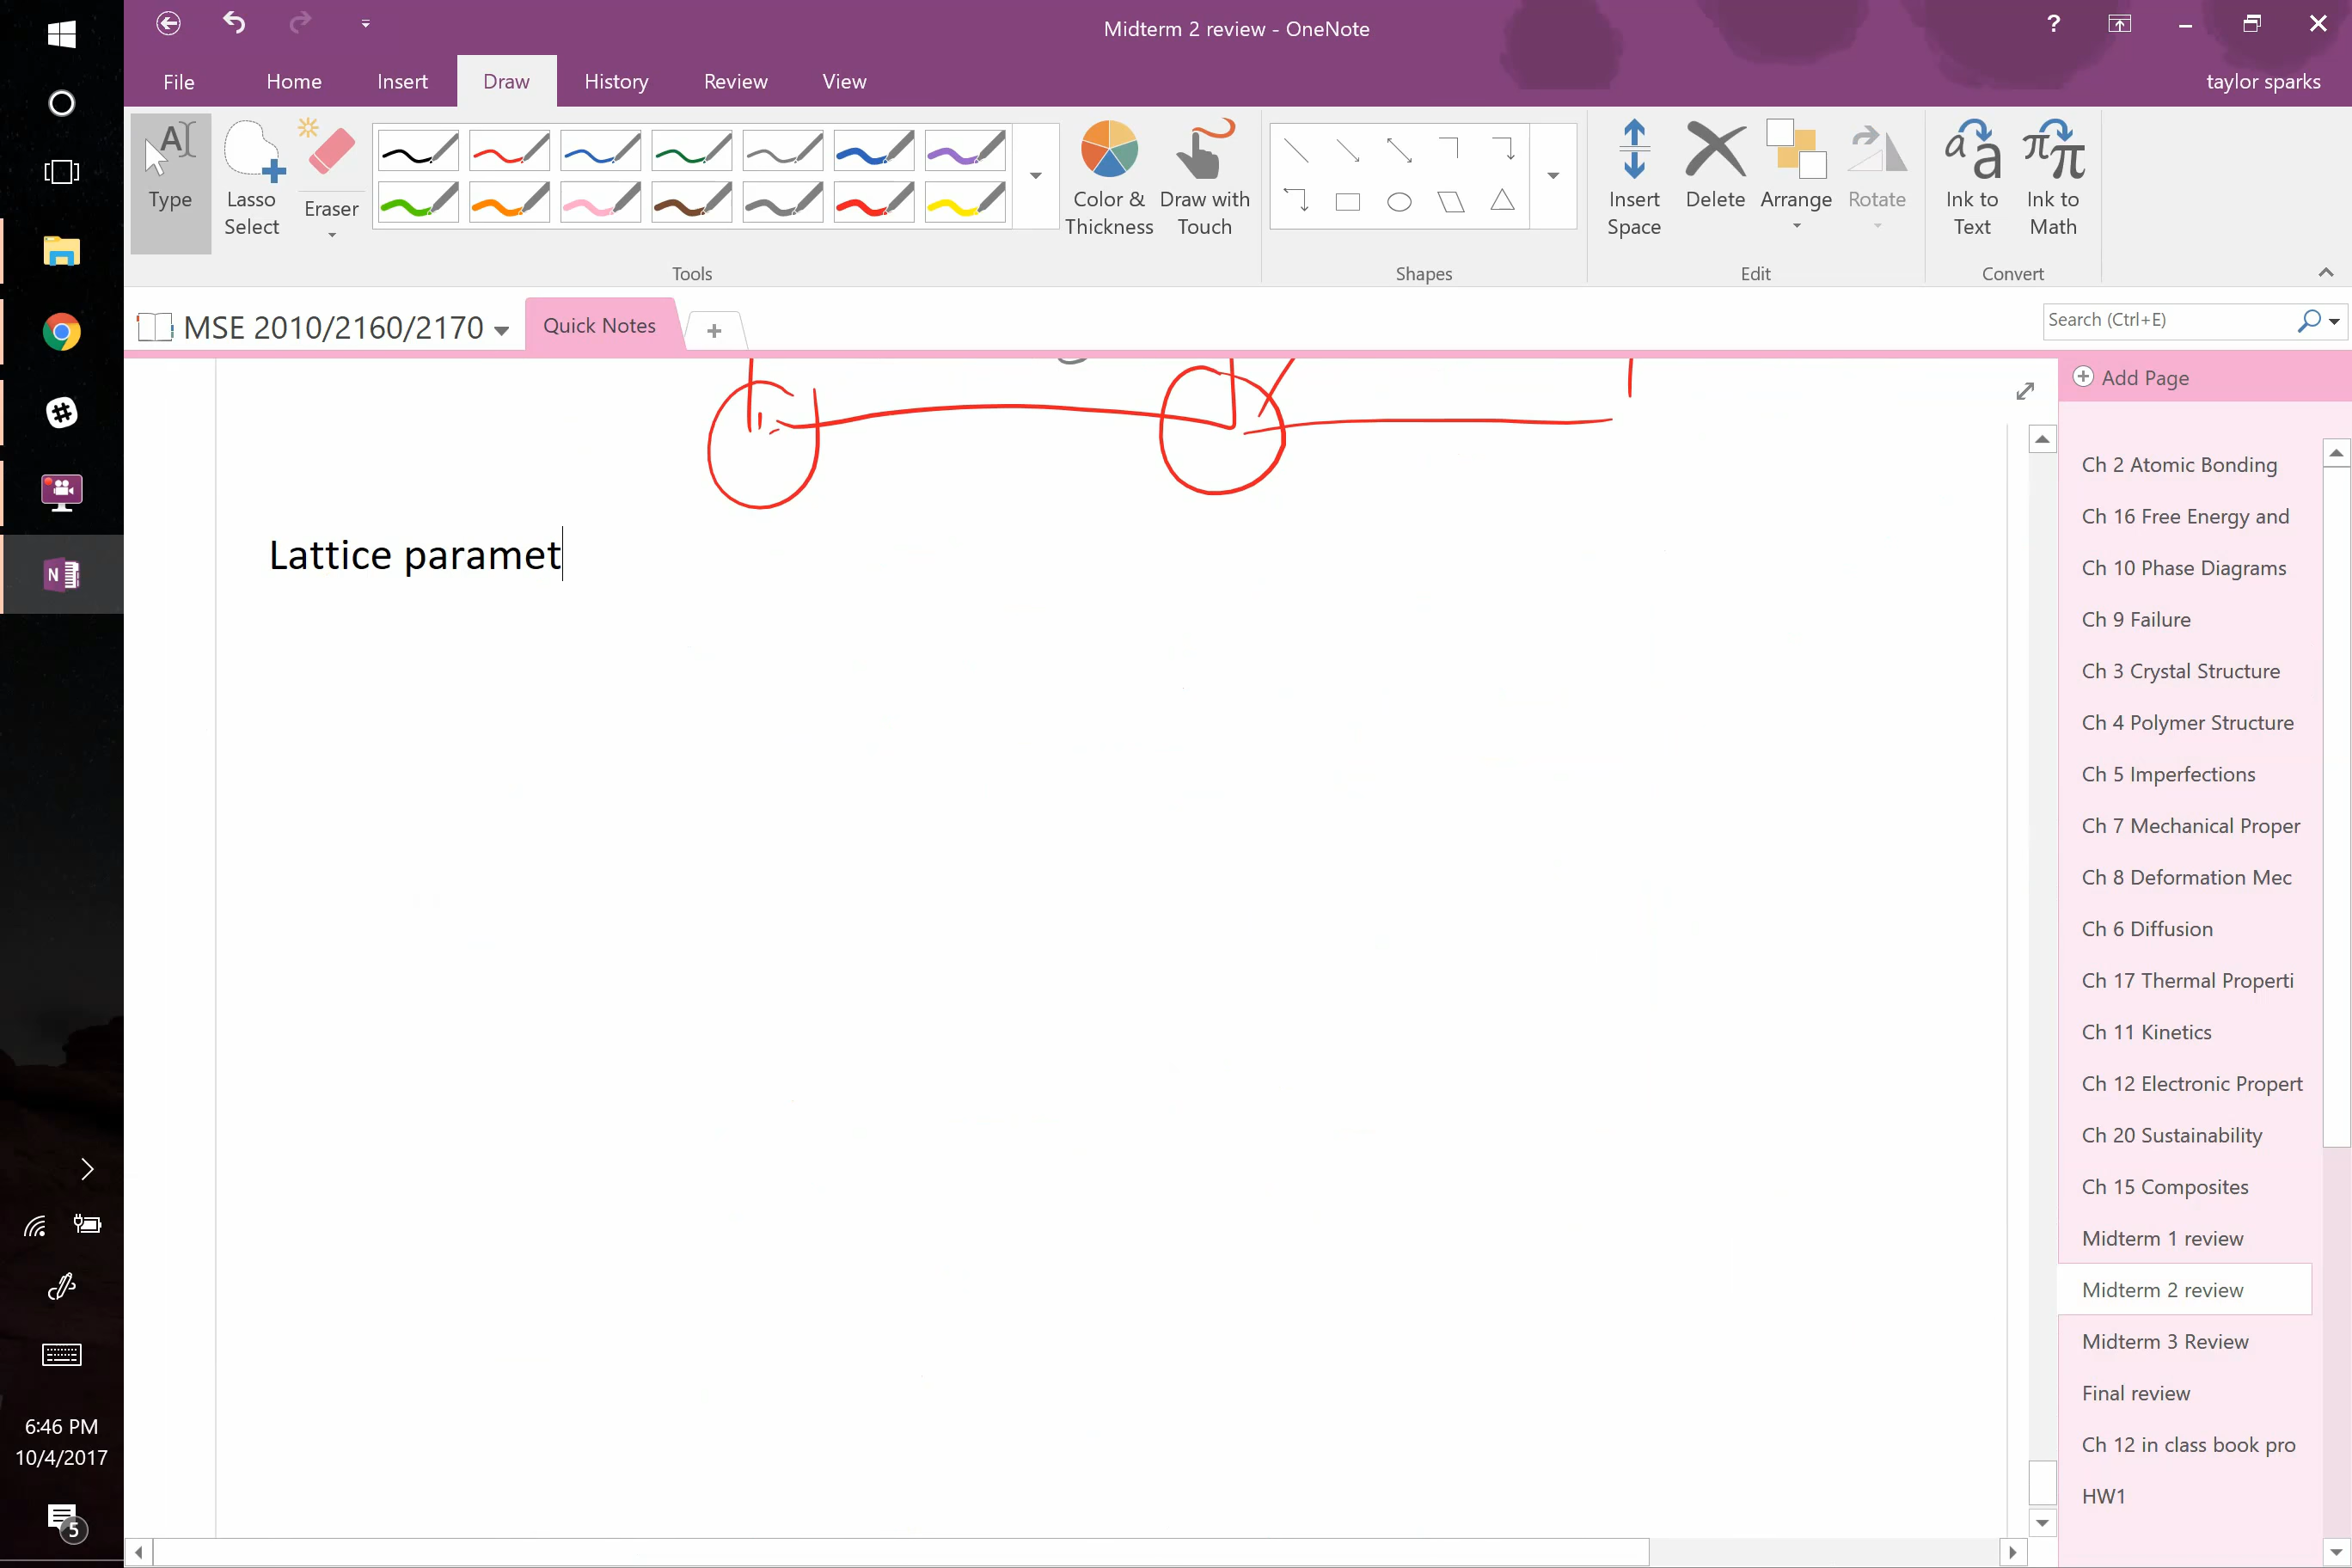 Midterm 2 review - OneNote
?
File
Home
Insert
Draw
History
Review
View
taylor sparks
Type
Lasso Select
Eraser
Color & Thickness
Draw with Touch
Insert Space
Delete
Arrange
Rotate
Ink to Text
Ink to Math
Tools
Shapes
Edit
Convert
MSE 2010/2160/2170
Quick Notes
Search (Ctrl+E)
Add Page
Lattice paramet
Ch 2 Atomic Bonding
Ch 16 Free Energy and
Ch 10 Phase Diagrams
Ch 9 Failure
Ch 3 Crystal Structure
Ch 4 Polymer Structure
Ch 5 Imperfections
Ch 7 Mechanical Proper
Ch 8 Deformation Mec
Ch 6 Diffusion
Ch 17 Thermal Properti
Ch 11 Kinetics
Ch 12 Electronic Propert
Ch 20 Sustainability
Ch 15 Composites
Midterm 1 review
Midterm 2 review
Midterm 3 Review
Final review
Ch 12 in class book pro
HW1
6:46 PM
10/4/2017
5